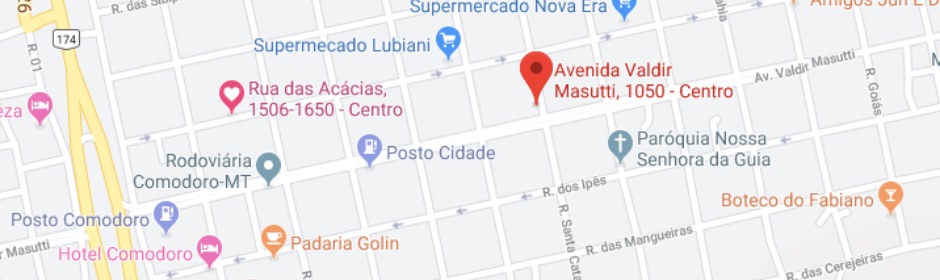 R. das Sibipi
Supermercado Nova Era
Amigos Jun E D
Bahia
R. 01
174
Supermecado Lubiani
Avenida Valdir
Masutti, 1050 - Centro
Av. Valdir Masutti
R. Goiás
Rua das Acácias,
1506-1650 - Centro
eza
Posto Cidade
Paróquia Nossa
Senhora da Guia
Rodoviária
Comodoro-MT
R. dos Ipês
Boteco do Fabiano
Posto Comodoro
Hotel Comodoro
Padaria Golin
R. Santa Cata
R. das Mangueiras
R. das Cerejeiras
r Masutti
R